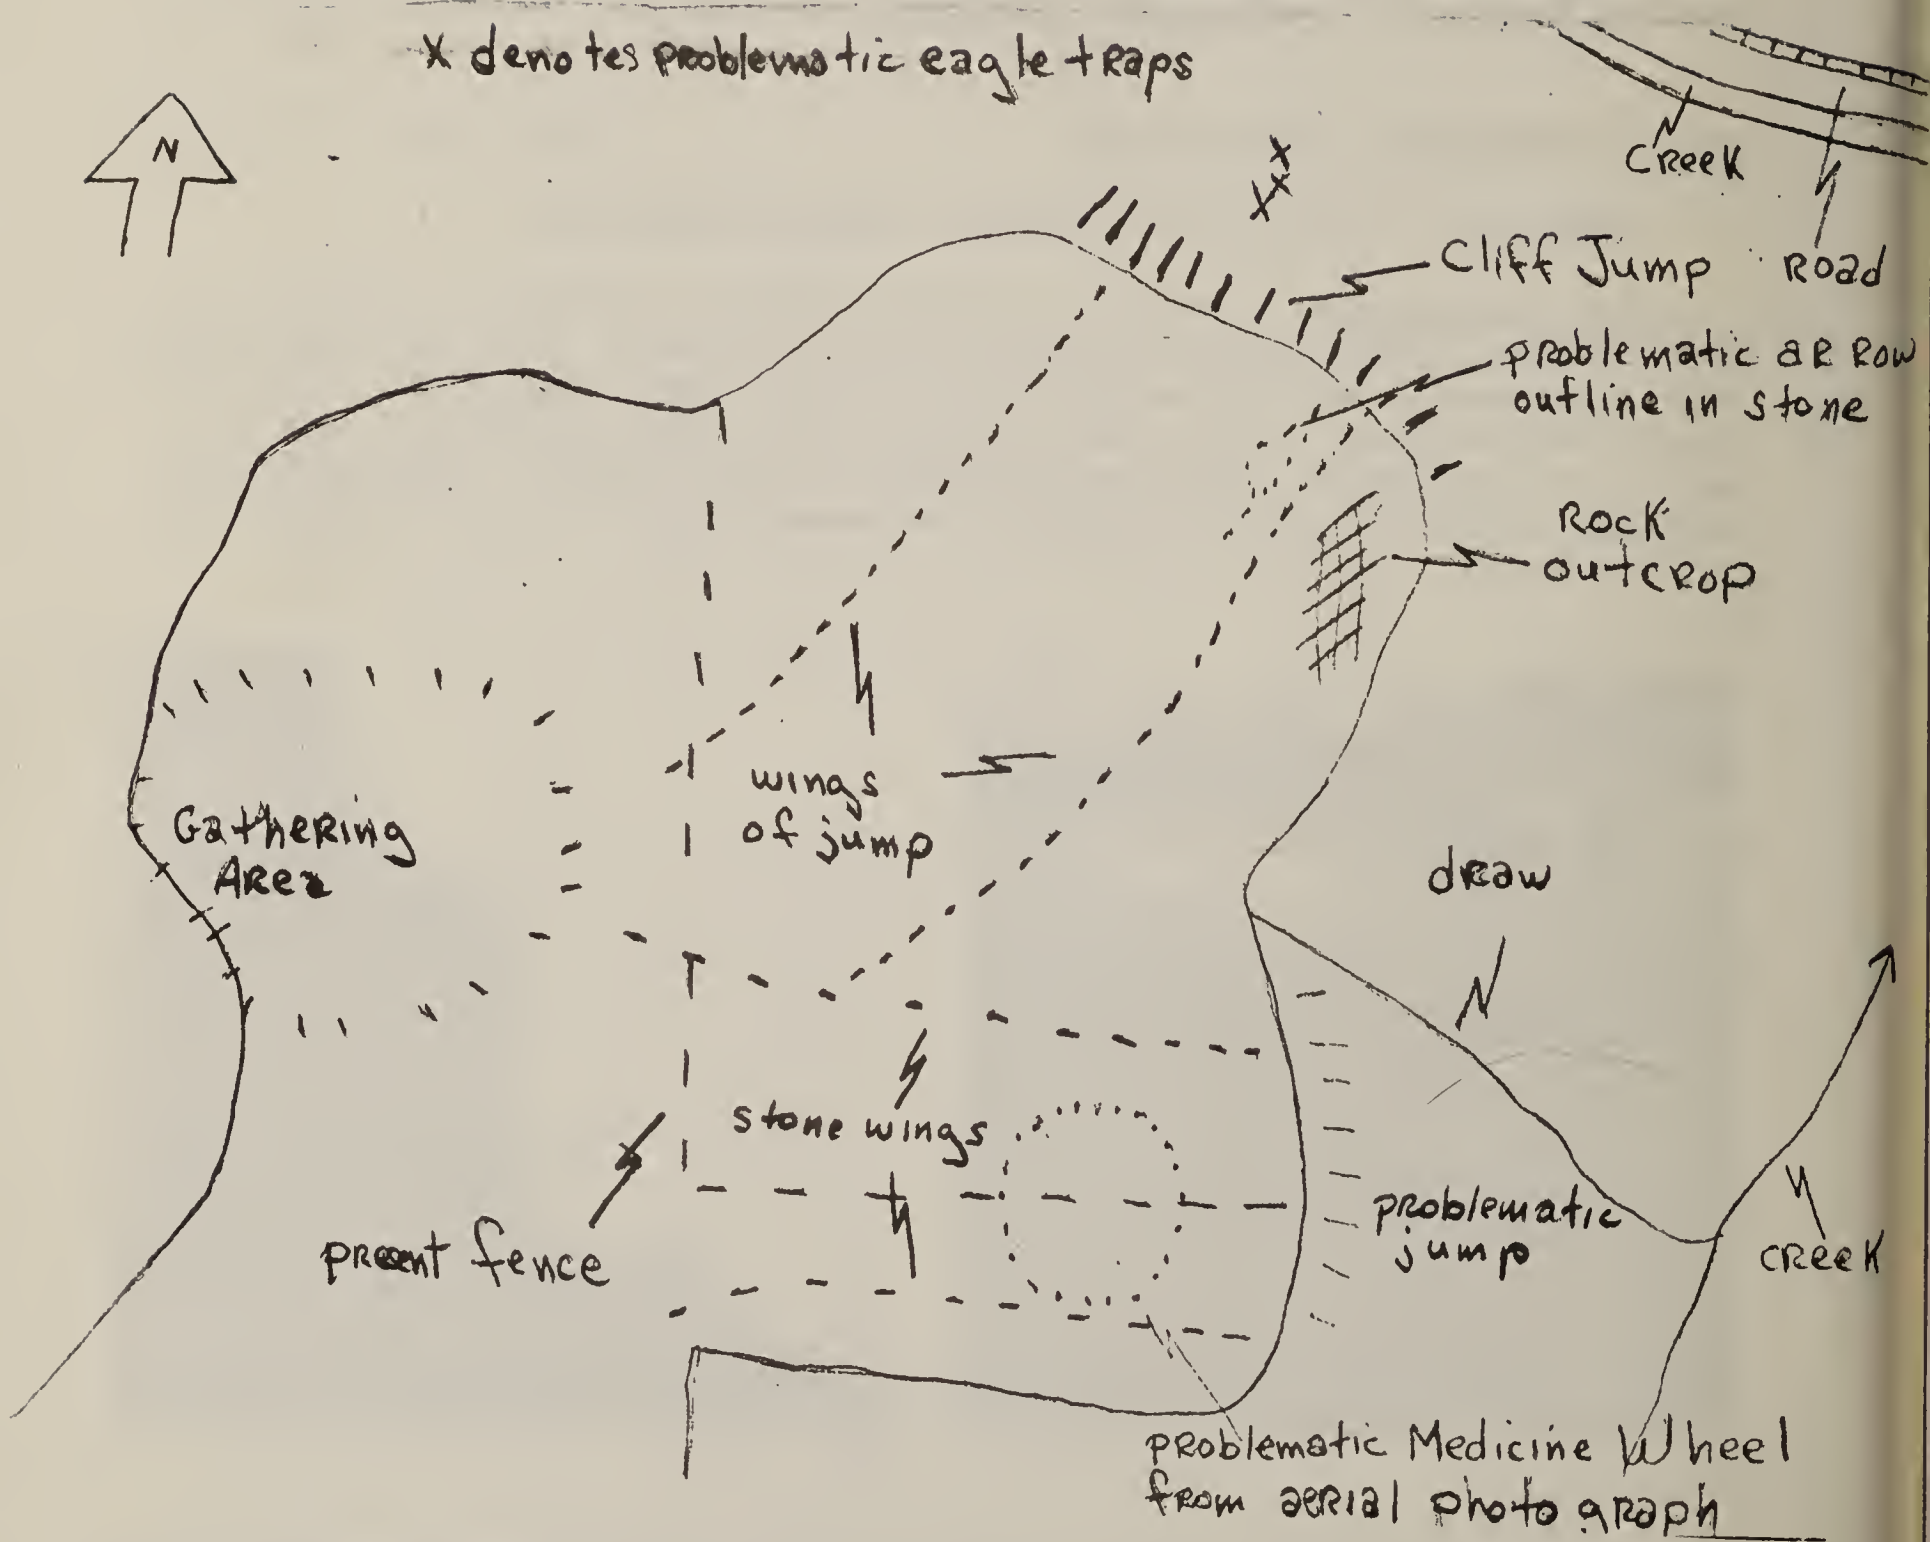 X denotes problematic eagle traps
N
X
X
X
CREEK
Cliff Jump
ROAD
problematic arrow
outline in stone
ROCK
outcrop
wings
of jump
Gathering
Area
draw
stone wings
present fence
problematic
jump
CREEK
problematic Medicine Wheel
from aerial photograph